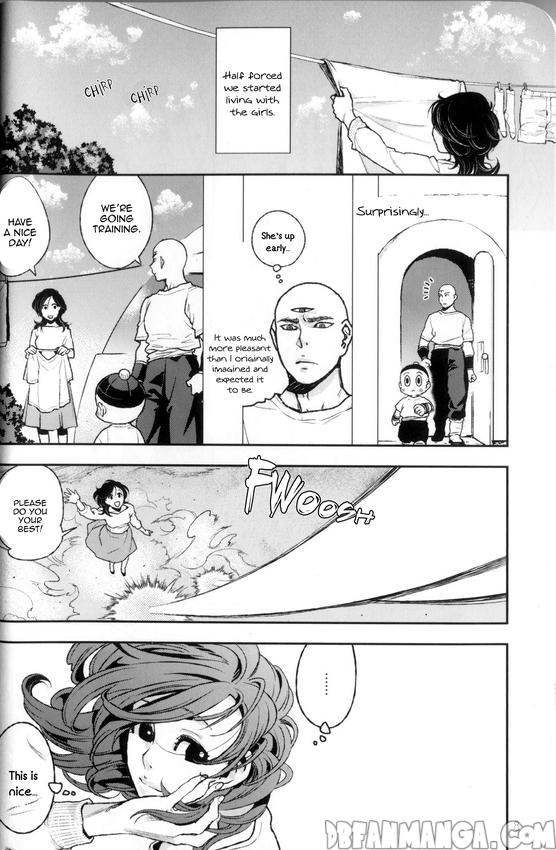 CHIRP
CHIRP
Half forced
we started
living with
the girls.
Surprisingly...
She's up
early...
It was much
more pleasant
than I originally
imagined and
expected it
to be.
WE'RE
GOING
TRAINING.
HAVE
A NICE
DAY!
FWOOSH
PLEASE
DO YOU
YOUR
BEST!
........
This is
nice...
DBFANMANGA.COM